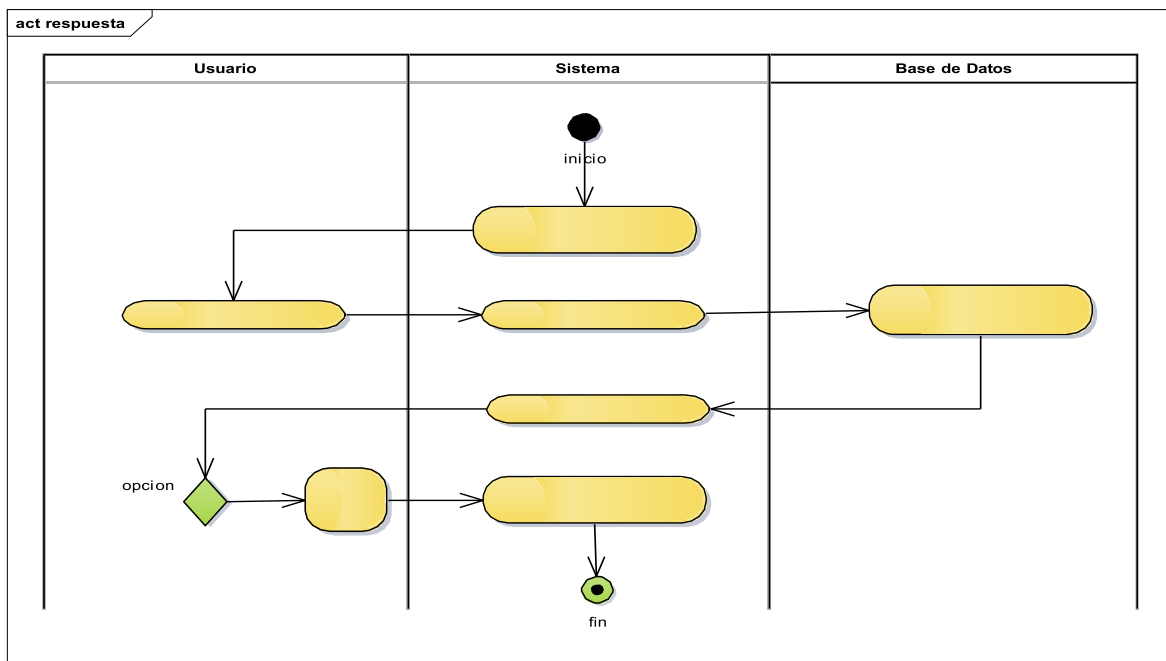 act respuesta
Usuario
Sistema
Base de Datos
inicio
opcion
fin